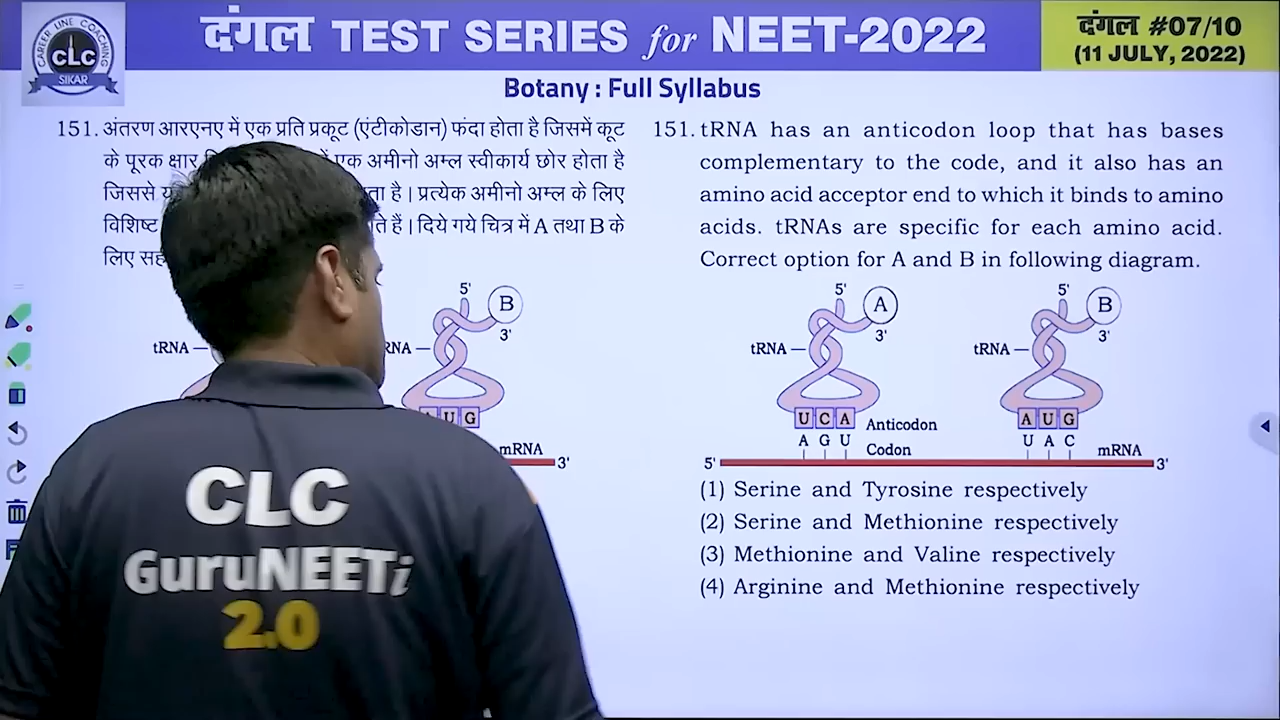 दंगल TEST SERIES for NEET-2022
दंगल #07/10
(11 JULY, 2022)
CAREER LINE COACHING
CLC
SIKAR
Botany : Full Syllabus
151. अंतरण आरएनए में एक प्रति प्रकूट (एंटीकोडान) फंदा होता है जिसमें कूट
के पूरक क्षार एक अमीनो अम्ल स्वीकार्य छोर होता है
जिससे है। प्रत्येक अमीनो अम्ल के लिए
विशिष्ट हैं। दिये गये चित्र में A तथा B के
लिए
5'
B
3'
tRNA
U G
mRNA
3'
151. tRNA has an anticodon loop that has bases
complementary to the code, and it also has an
amino acid acceptor end to which it binds to amino
acids. tRNAs are specific for each amino acid.
Correct option for A and B in following diagram.
5' A 5' B
3' 3'
tRNA tRNA
U C A Anticodon A U G
A G U Codon U A C mRNA
5' 3'
(1) Serine and Tyrosine respectively
(2) Serine and Methionine respectively
(3) Methionine and Valine respectively
(4) Arginine and Methionine respectively
CLC
GuruNEETi
2.0